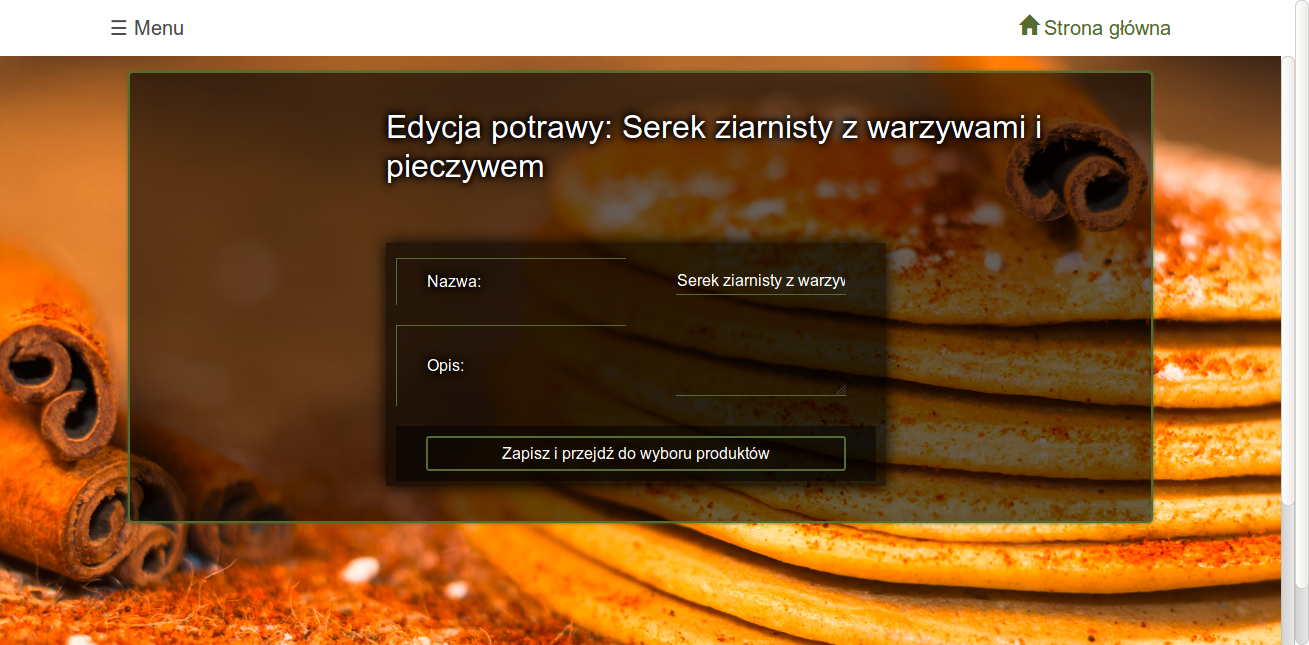 ☰ Menu
Strona główna
Edycja potrawy: Serek ziarnisty z warzywami i
pieczywem
Nazwa:
Serek ziarnisty z warzyw
Opis:
Zapisz i przejdź do wyboru produktów